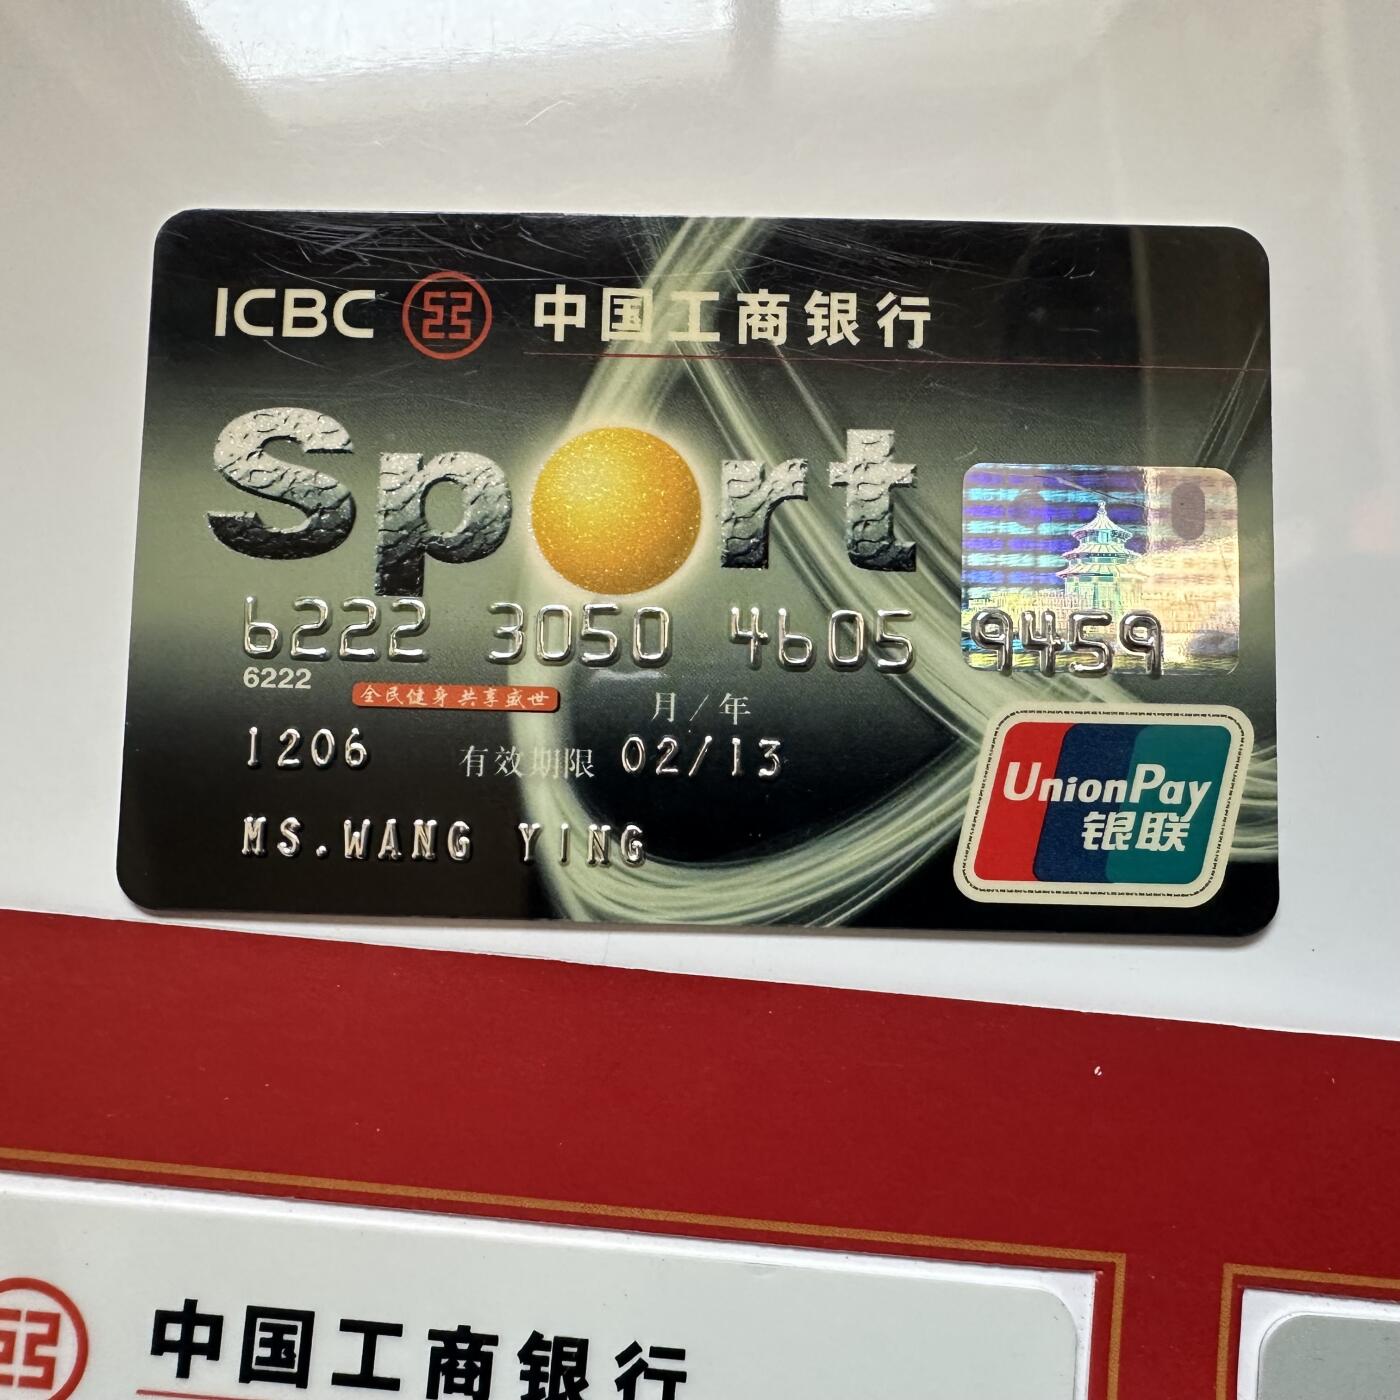 ICBC 中国工商银行
Sport
6222 3050 4605 9459
6222
全民健身 共享盛世
月/年
1206 有效期限 02/13
MS.WANG YING
UnionPay
银联
中国工商银行